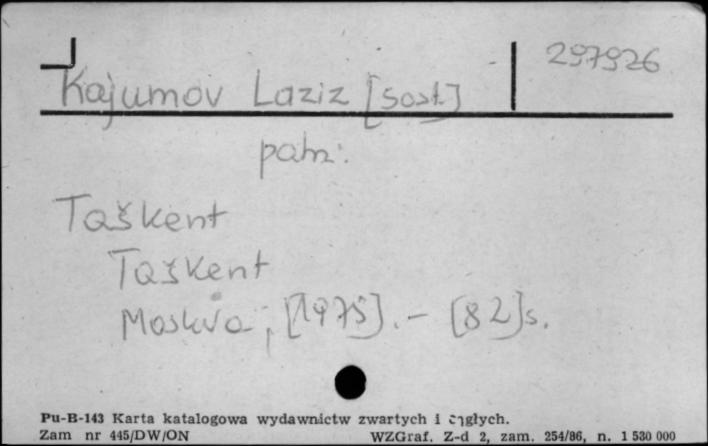 297926
Kajumov Laziz [sost.]
patrz:
Taškent
Taškent
Moskva, [1975]. – [82]s.
Pu-B-143 Karta katalogowa wydawnictw zwartych i ciągłych.
Zam nr 445/DW/ON WZGraf. Z-d 2, zam. 254/86, n. 1 530 000